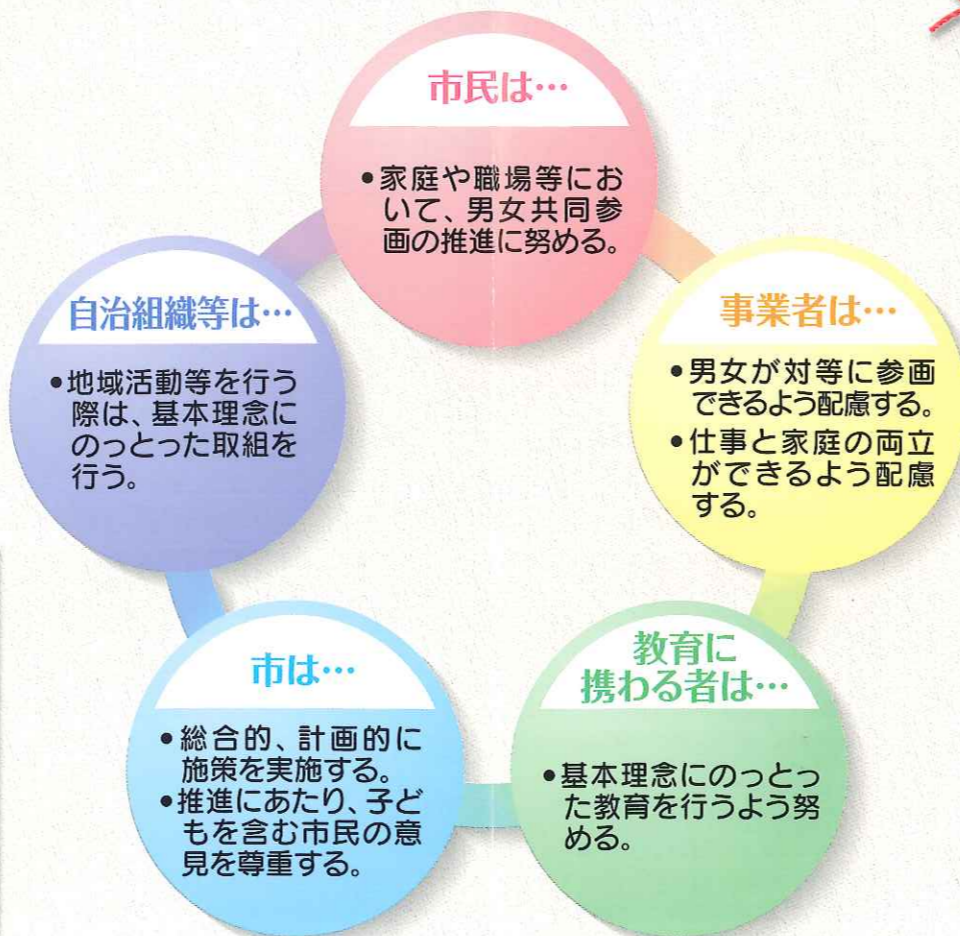 市民は…
•家庭や職場等にお
いて、男女共同参
画の推進に努める。
自治組織等は…
•地域活動等を行う
際は、基本理念に
のっとった取組を
行う。
事業者は…
•男女が対等に参画
できるよう配慮する。
•仕事と家庭の両立
ができるよう配慮
する。
市は…
•総合的、計画的に
施策を実施する。
•推進にあたり、子ど
もを含む市民の意
見を尊重する。
教育に
携わる者は…
•基本理念にのっとっ
た教育を行うよう努
める。